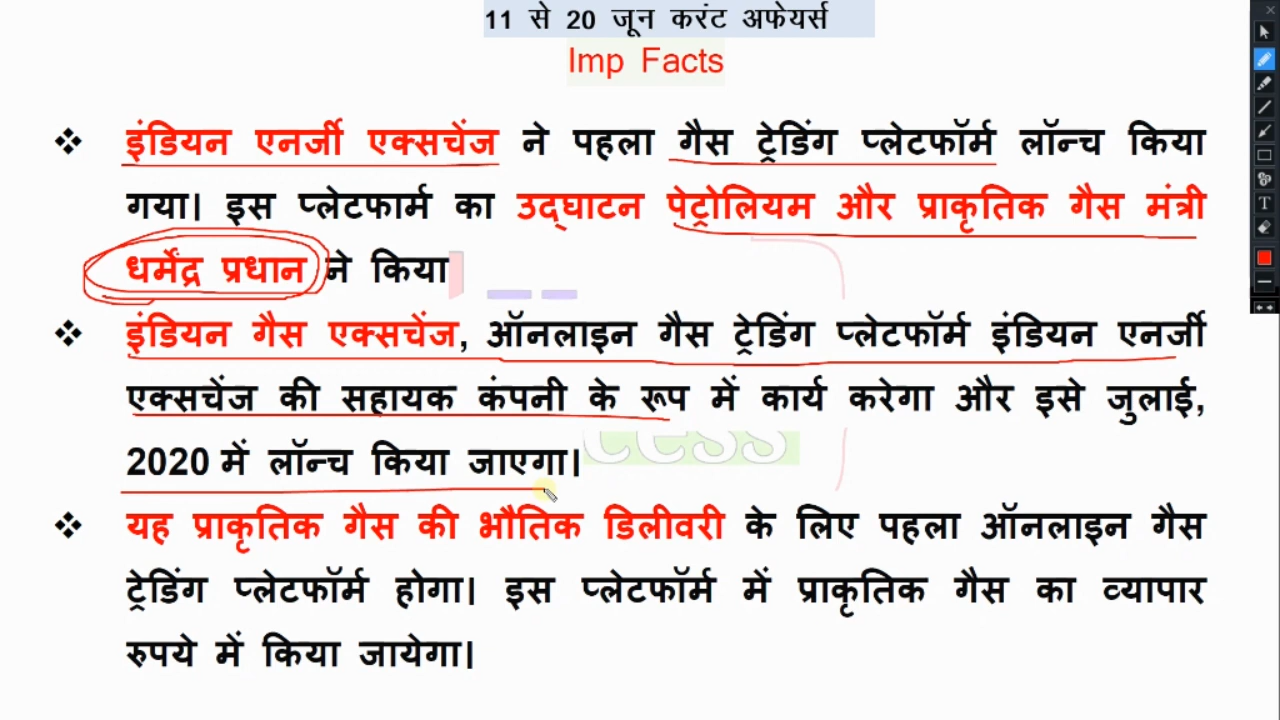 11 से 20 जून करंट अफेयर्स
Imp Facts
❖ इंडियन एनर्जी एक्सचेंज ने पहला गैस ट्रेडिंग प्लेटफॉर्म लॉन्च किया
गया। इस प्लेटफार्म का उद्घाटन पेट्रोलियम और प्राकृतिक गैस मंत्री
धर्मेंद्र प्रधान ने किया
❖ इंडियन गैस एक्सचेंज, ऑनलाइन गैस ट्रेडिंग प्लेटफॉर्म इंडियन एनर्जी
एक्सचेंज की सहायक कंपनी के रूप में कार्य करेगा और इसे जुलाई,
2020 में लॉन्च किया जाएगा।
❖ यह प्राकृतिक गैस की भौतिक डिलीवरी के लिए पहला ऑनलाइन गैस
ट्रेडिंग प्लेटफॉर्म होगा। इस प्लेटफॉर्म में प्राकृतिक गैस का व्यापार
रुपये में किया जायेगा।